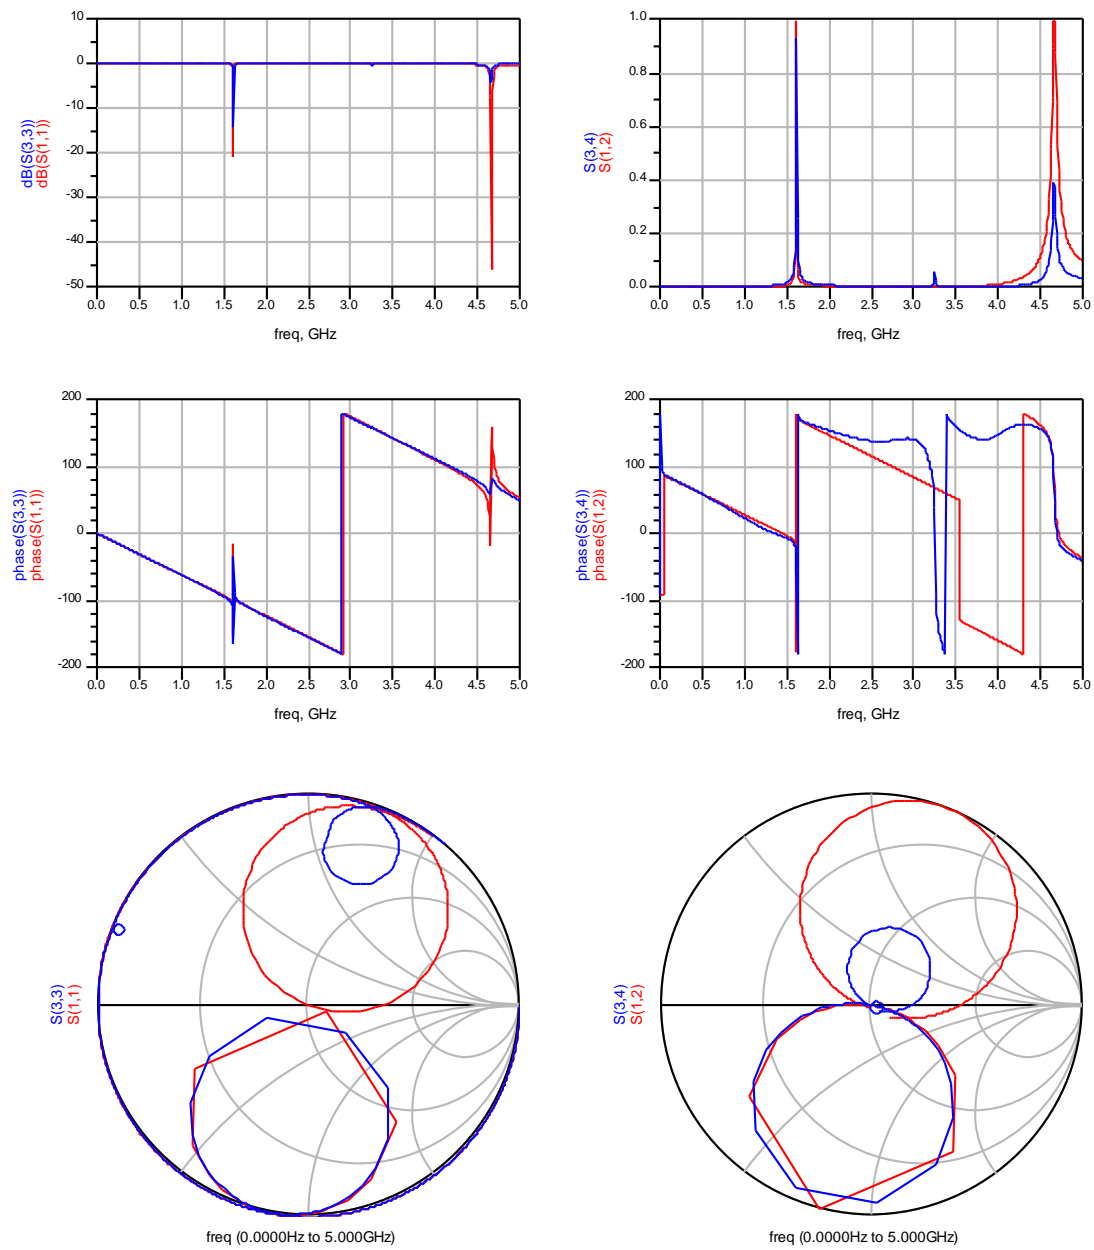 10
0
-10
-20
-30
-40
-50
0.0 0.5 1.0 1.5 2.0 2.5 3.0 3.5 4.0 4.5 5.0
freq, GHz
dB(S(3,3))
dB(S(1,1))
1.0
0.8
0.6
0.4
0.2
0.0
0.0 0.5 1.0 1.5 2.0 2.5 3.0 3.5 4.0 4.5 5.0
freq, GHz
S(3,4)
S(1,2)
200
100
0
-100
-200
0.0 0.5 1.0 1.5 2.0 2.5 3.0 3.5 4.0 4.5 5.0
freq, GHz
phase(S(3,3))
phase(S(1,1))
200
100
0
-100
-200
0.0 0.5 1.0 1.5 2.0 2.5 3.0 3.5 4.0 4.5 5.0
freq, GHz
phase(S(3,4))
phase(S(1,2))
S(3,3)
S(1,1)
freq (0.0000Hz to 5.000GHz)
S(3,4)
S(1,2)
freq (0.0000Hz to 5.000GHz)